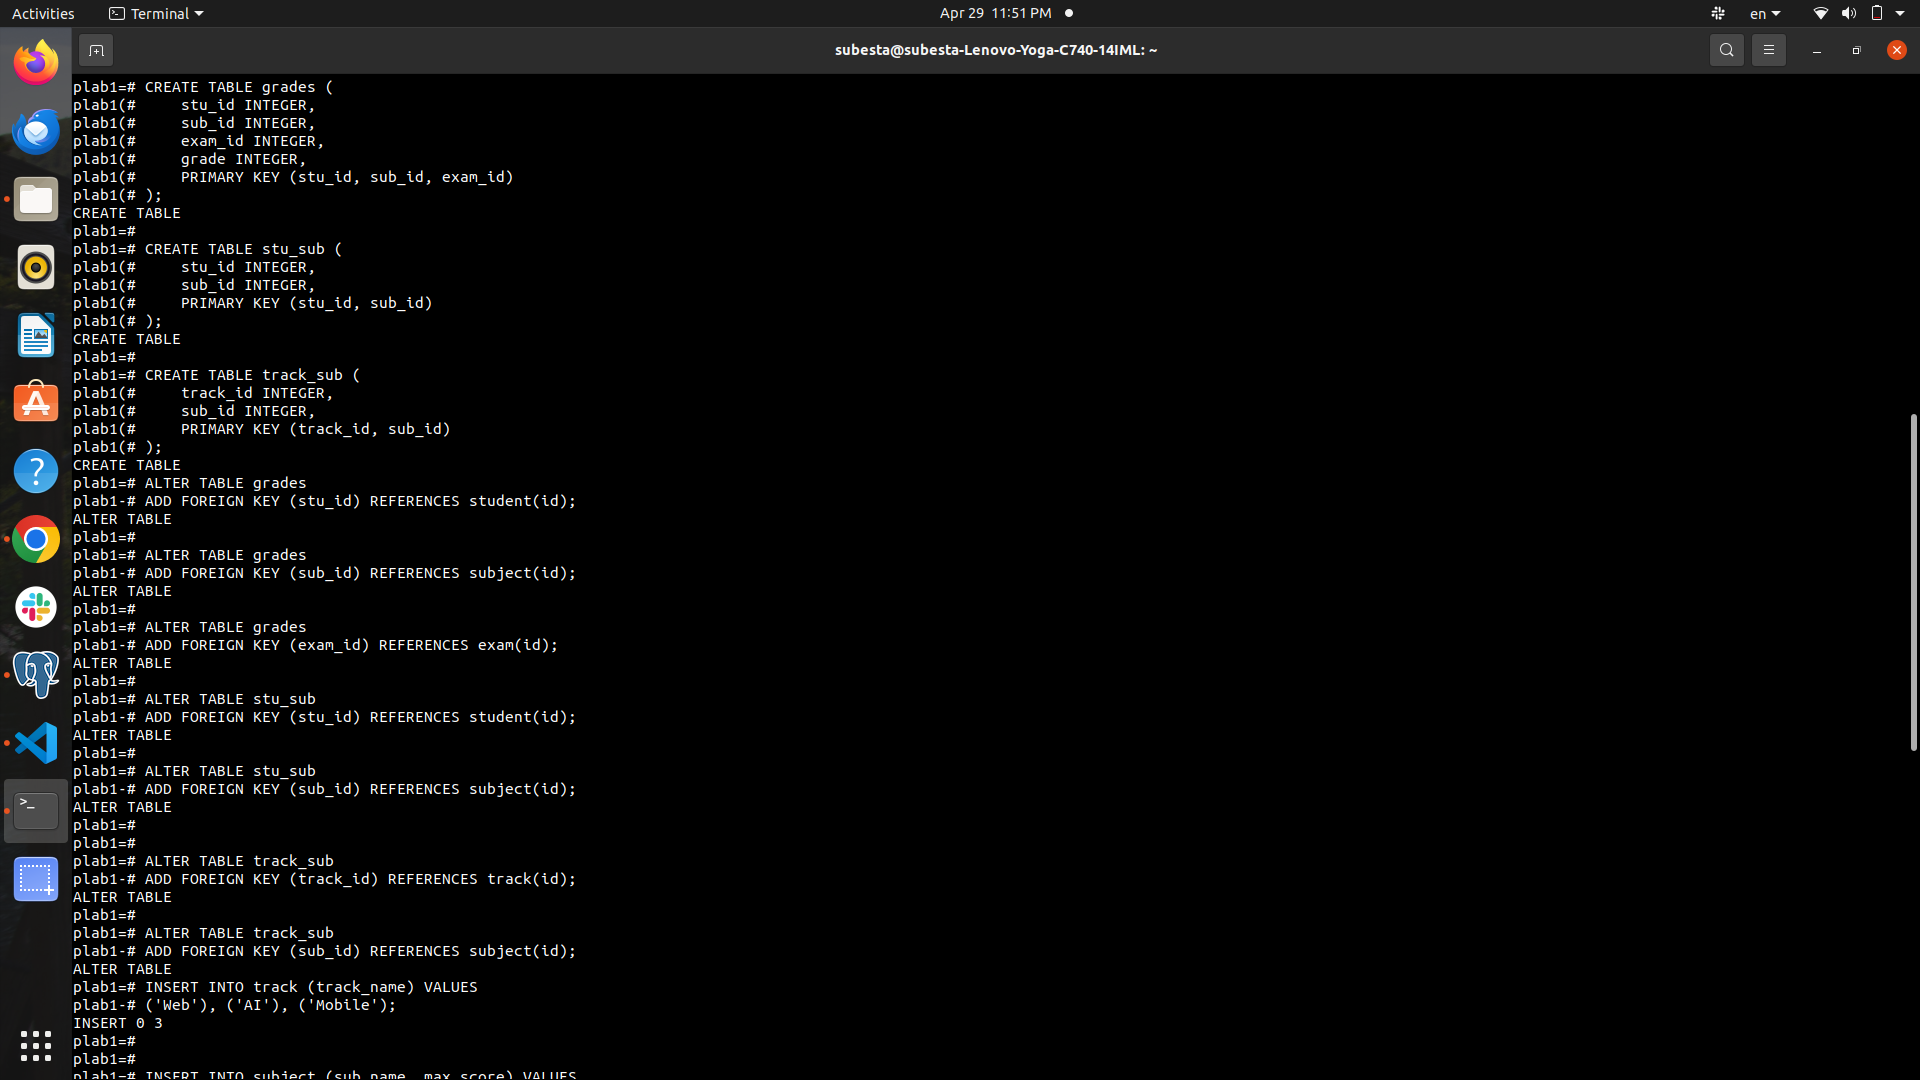 Activities
Terminal
Apr 29 11:51 PM
en
subesta@subesta-Lenovo-Yoga-C740-14IML: ~
plab1=# CREATE TABLE grades (
plab1(#     stu_id INTEGER,
plab1(#     sub_id INTEGER,
plab1(#     exam_id INTEGER,
plab1(#     grade INTEGER,
plab1(#     PRIMARY KEY (stu_id, sub_id, exam_id)
plab1(# );
CREATE TABLE
plab1=#
plab1=# CREATE TABLE stu_sub (
plab1(#     stu_id INTEGER,
plab1(#     sub_id INTEGER,
plab1(#     PRIMARY KEY (stu_id, sub_id)
plab1(# );
CREATE TABLE
plab1=#
plab1=# CREATE TABLE track_sub (
plab1(#     track_id INTEGER,
plab1(#     sub_id INTEGER,
plab1(#     PRIMARY KEY (track_id, sub_id)
plab1(# );
CREATE TABLE
plab1=# ALTER TABLE grades
plab1-# ADD FOREIGN KEY (stu_id) REFERENCES student(id);
ALTER TABLE
plab1=#
plab1=# ALTER TABLE grades
plab1-# ADD FOREIGN KEY (sub_id) REFERENCES subject(id);
ALTER TABLE
plab1=#
plab1=# ALTER TABLE grades
plab1-# ADD FOREIGN KEY (exam_id) REFERENCES exam(id);
ALTER TABLE
plab1=#
plab1=# ALTER TABLE stu_sub
plab1-# ADD FOREIGN KEY (stu_id) REFERENCES student(id);
ALTER TABLE
plab1=#
plab1=# ALTER TABLE stu_sub
plab1-# ADD FOREIGN KEY (sub_id) REFERENCES subject(id);
ALTER TABLE
plab1=#
plab1=#
plab1=# ALTER TABLE track_sub
plab1-# ADD FOREIGN KEY (track_id) REFERENCES track(id);
ALTER TABLE
plab1=#
plab1=# ALTER TABLE track_sub
plab1-# ADD FOREIGN KEY (sub_id) REFERENCES subject(id);
ALTER TABLE
plab1=# INSERT INTO track (track_name) VALUES
plab1-# ('Web'), ('AI'), ('Mobile');
INSERT 0 3
plab1=#
plab1=#
plab1=# INSERT INTO subject (sub_name, max_score) VALUES